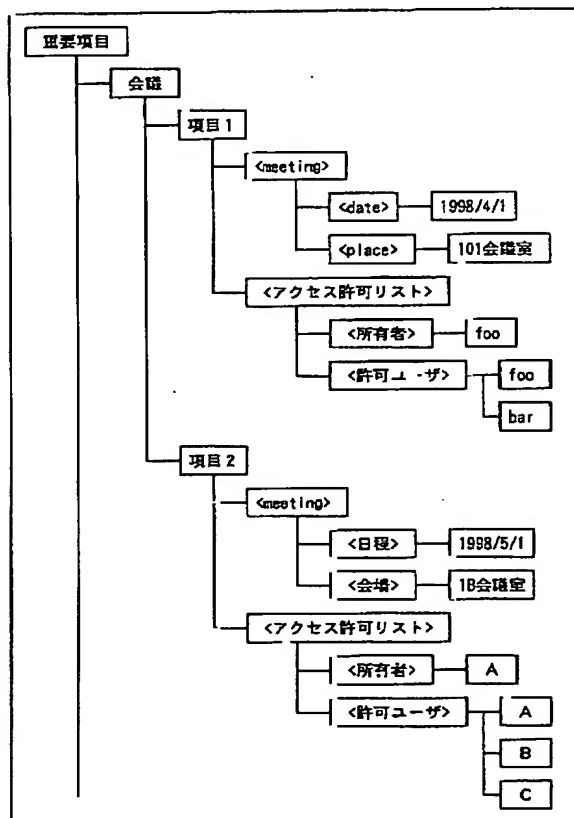 重要項目
会議
項目1
<meeting>
<date> 1998/4/1
<place> 101会議室
<アクセス許可リスト>
<所有者> foo
<許可ユーザ> foo
bar
項目2
<meeting>
<日程> 1998/5/1
<会場> 1B会議室
<アクセス許可リスト>
<所有者> A
<許可ユーザ> A
B
C